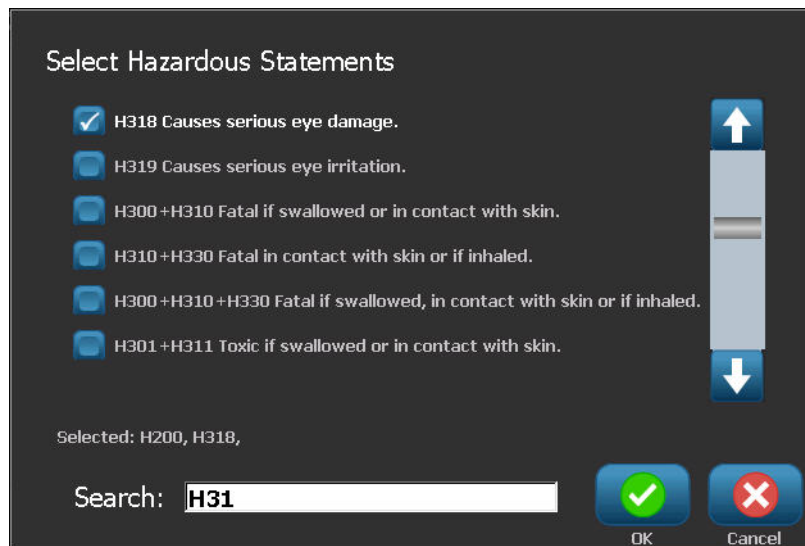 Select Hazardous Statements
H318 Causes serious eye damage.
H319 Causes serious eye irritation.
H300+H310 Fatal if swallowed or in contact with skin.
H310+H330 Fatal in contact with skin or if inhaled.
H300+H310+H330 Fatal if swallowed, in contact with skin or if inhaled.
H301+H311 Toxic if swallowed or in contact with skin.
Selected: H200, H318,
Search: H31
OK Cancel